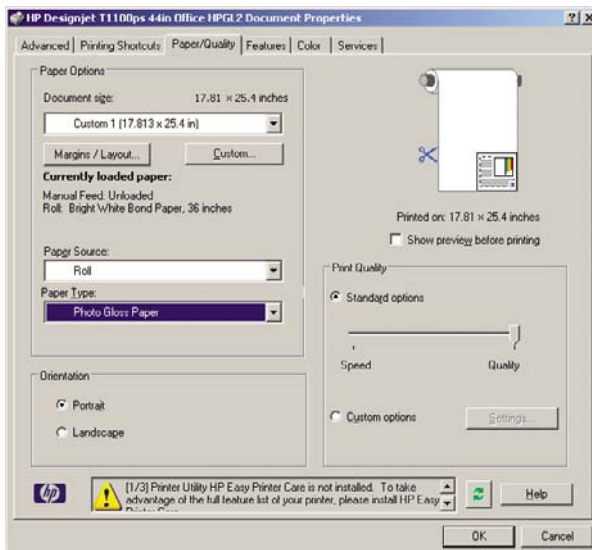 HP Designjet T1100ps 44in Office HPGL2 Document Properties
Advanced Printing Shortcuts Paper/Quality Features Color Services
Paper Options
Document size: 17.81 × 25.4 inches
Custom 1 (17.813 x 25.4 in)
Margins / Layout... Custom...
Currently loaded paper:
Manual Feed: Unloaded
Roll: Bright White Bond Paper, 36 inches
Paper Source:
Roll
Paper Type:
Photo Gloss Paper
Orientation
Portrait
Landscape
Printed on: 17.81 × 25.4 inches
Show preview before printing
Print Quality
Standard options
Speed Quality
Custom options Settings...
hp
[1/3] Printer Utility HP Easy Printer Care is not installed. To take
advantage of the full feature list of your printer, please install HP Easy
Printer Care
Help
OK Cancel